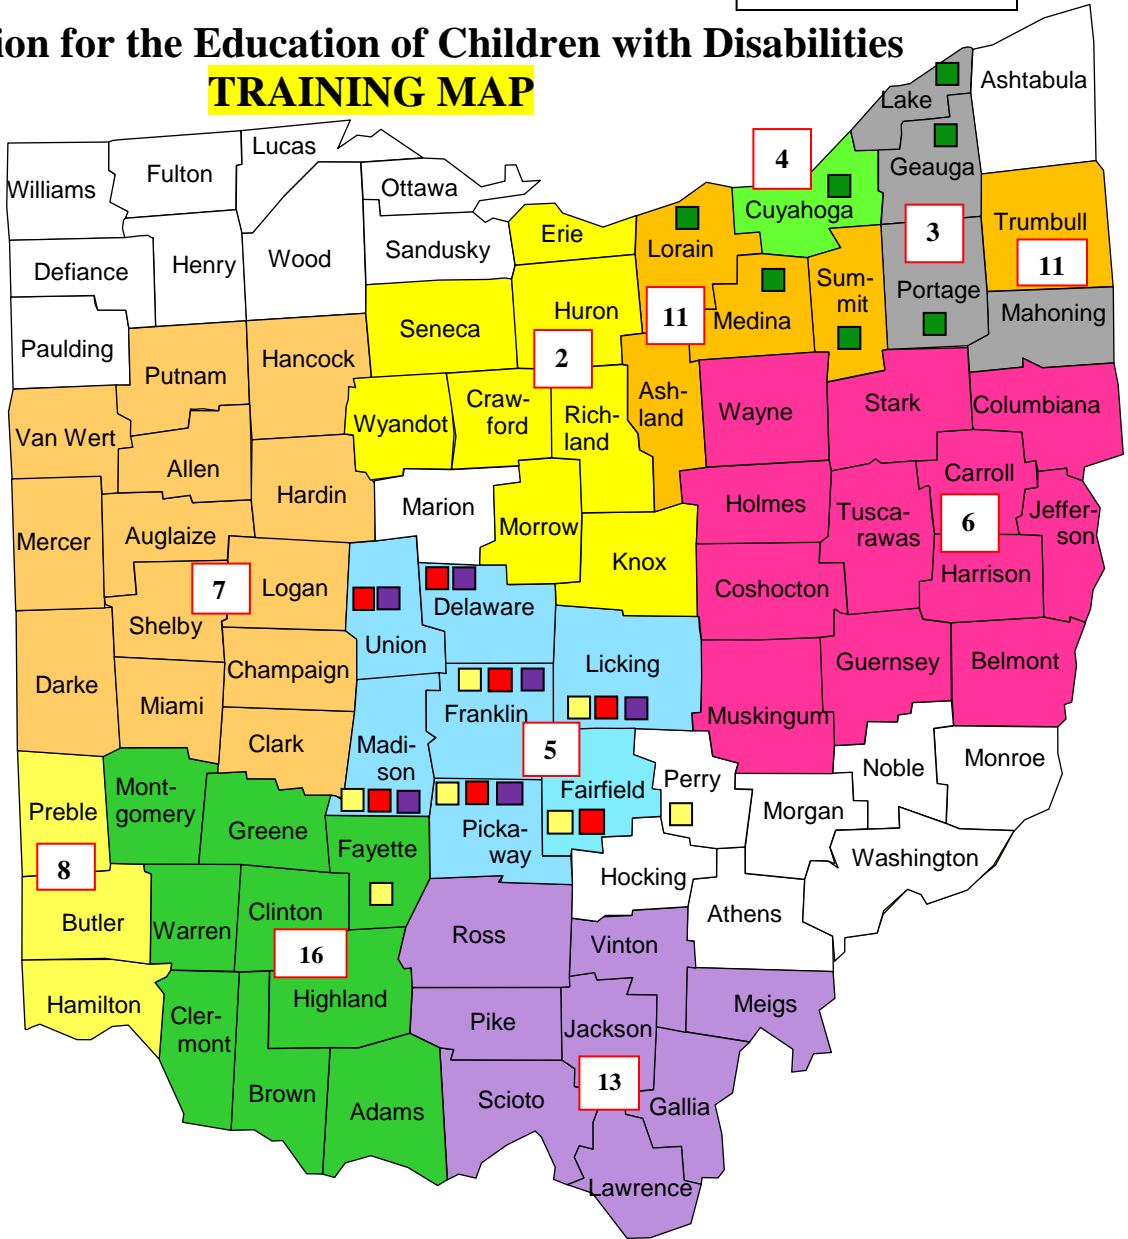 ion for the Education of Children with Disabilities
TRAINING MAP
Ashtabula
Lake
Lucas
4
Geauga
Fulton
Williams
Ottawa
Cuyahoga
Trumbull
Erie
3
Lorain
Sandusky
Wood
Henry
Defiance
11
Sum-
mit
Portage
Huron
Mahoning
11
Medina
Seneca
Paulding
Hancock
2
Putnam
Ash-
land
Craw-
ford
Stark
Columbiana
Wayne
Rich-
land
Wyandot
Van Wert
Allen
Carroll
Hardin
Holmes
Marion
Jeffer-
son
Tusca-
rawas
6
Morrow
Auglaize
Mercer
Knox
Harrison
7
Logan
Coshocton
Delaware
Shelby
Union
Guernsey
Belmont
Licking
Champaign
Darke
Miami
Franklin
Muskingum
Clark
Madi-
son
5
Monroe
Noble
Perry
Fairfield
Mont-
gomery
Preble
Morgan
Greene
Picka-
way
Fayette
Washington
8
Hocking
Clinton
Athens
Butler
Warren
Ross
Vinton
16
Highland
Hamilton
Meigs
Cler-
mont
Pike
Jackson
13
Brown
Scioto
Gallia
Adams
Lawrence